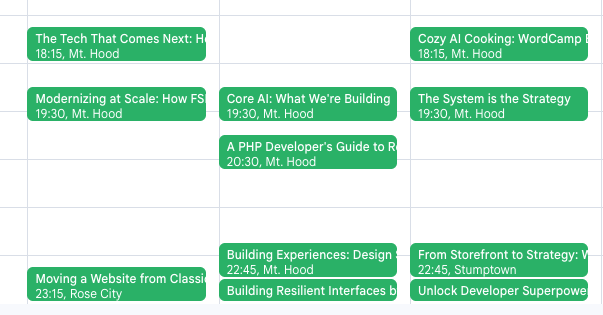 The Tech That Comes Next:
18:15, Mt. Hood
Modernizing at Scale: How
19:30, Mt. Hood
Moving a Website from
23:15, Rose City
Core AI: What We're Building
19:30, Mt. Hood
A PHP Developer's Guide to
20:30, Mt. Hood
Building Experiences: Design
22:45, Mt. Hood
Building Resilient Interfaces
Cozy AI Cooking: WordCamp
18:15, Mt. Hood
The System is the Strategy
19:30, Mt. Hood
From Storefront to Strategy:
22:45, Stumptown
Unlock Developer